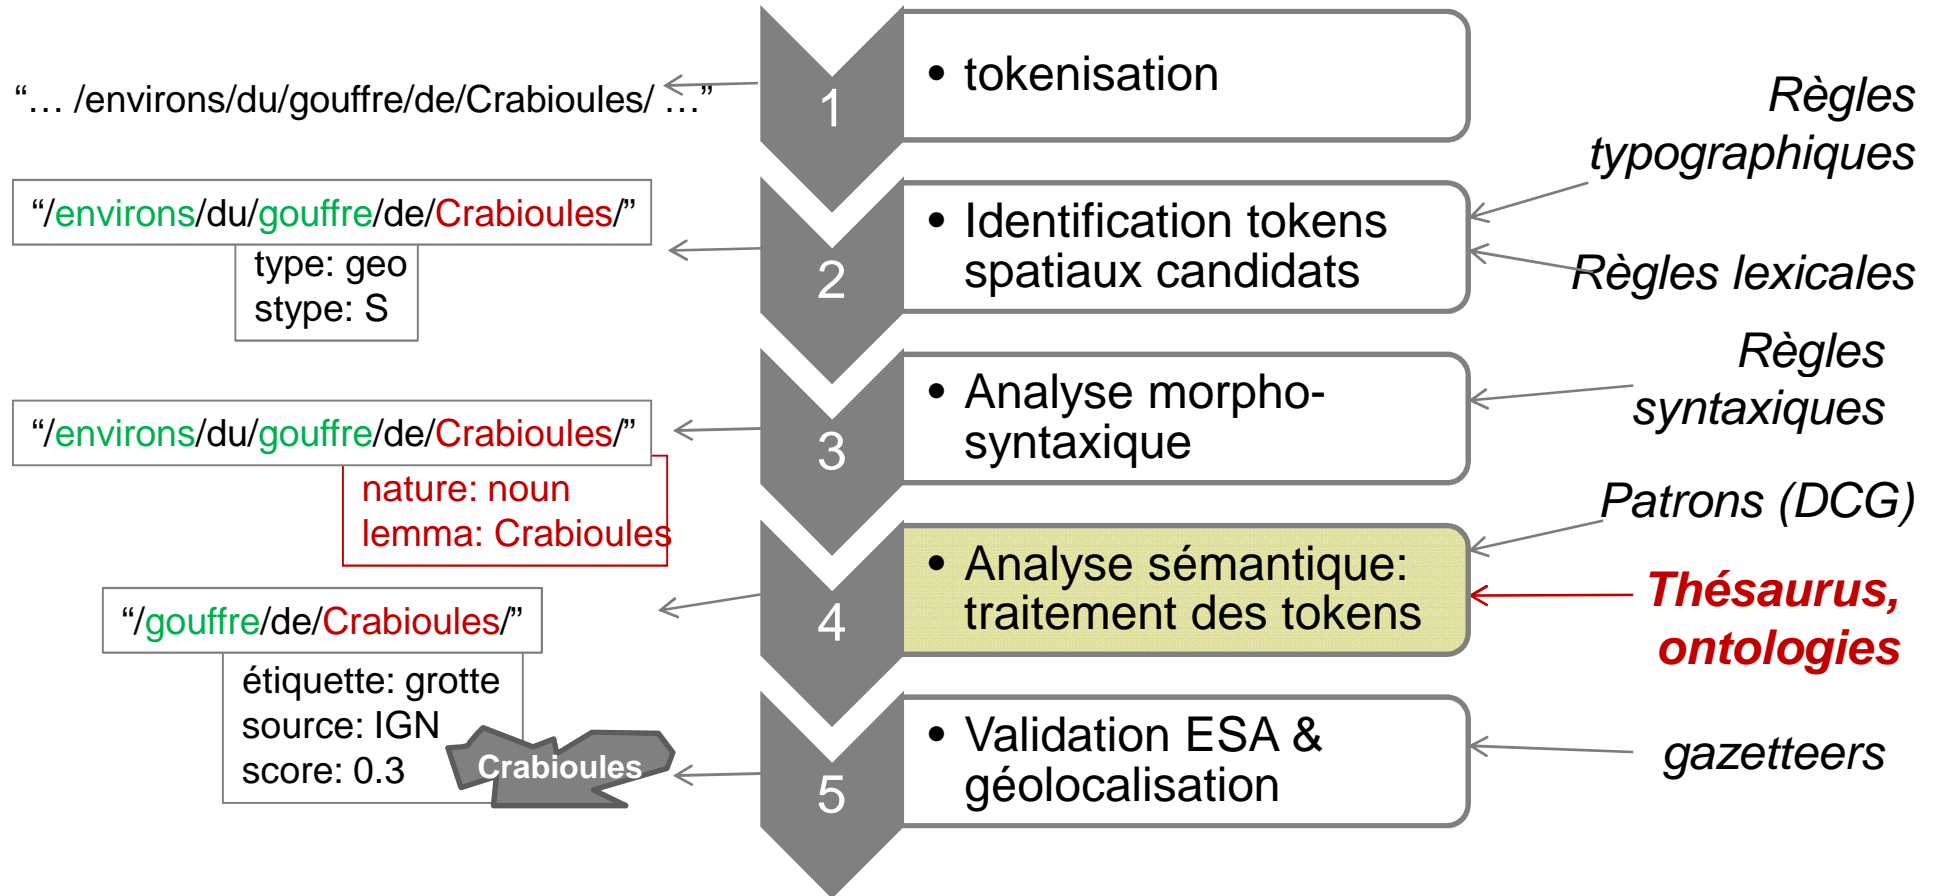 • tokenisation
1
“… /environs/du/gouffre/de/Crabioules/ …”
Règles
typographiques
“/environs/du/gouffre/de/Crabioules/”
type: geo
stype: S
2
• Identification tokens
spatiaux candidats
Règles lexicales
“/environs/du/gouffre/de/Crabioules/”
nature: noun
lemma: Crabioules
3
• Analyse morpho-
syntaxique
Règles
syntaxiques
Patrons (DCG)
“/gouffre/de/Crabioules/”
étiquette: grotte
source: IGN
score: 0.3
4
• Analyse sémantique:
traitement des tokens
Thésaurus,
ontologies
Crabioules
5
• Validation ESA &
géolocalisation
gazetteers